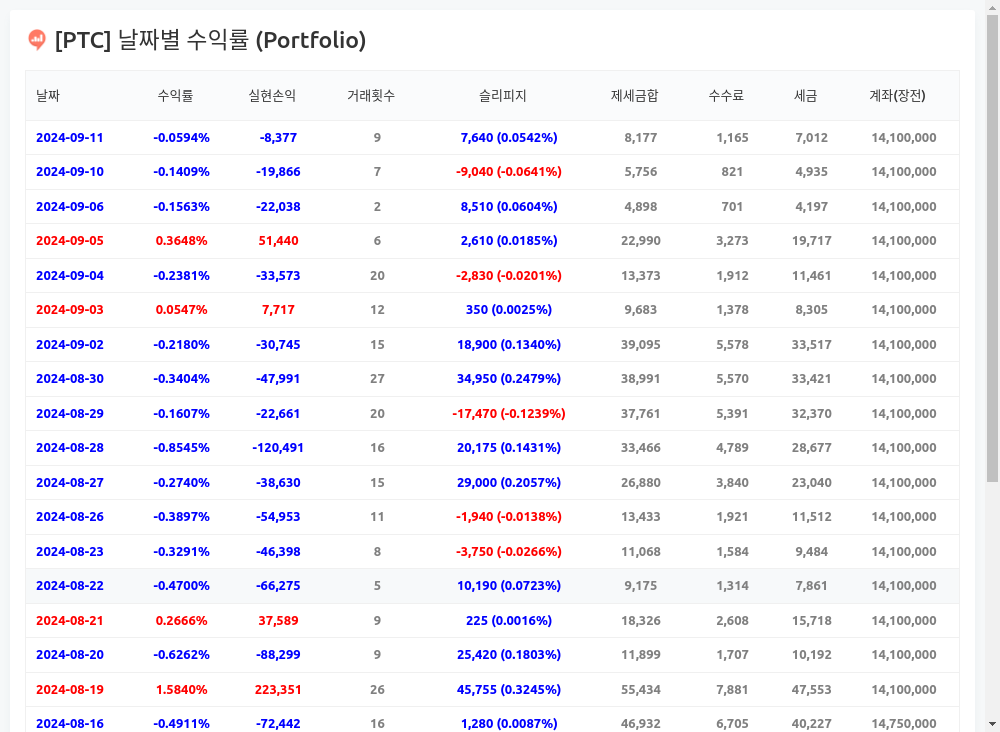 [PTC] 날짜별 수익률 (Portfolio)
날짜 수익률 실현손익 거래횟수 슬리피지 제세금합 수수료 세금 계좌(장전)
2024-09-11 -0.0594% -8,377 9 7,640 (0.0542%) 8,177 1,165 7,012 14,100,000
2024-09-10 -0.1409% -19,866 7 -9,040 (-0.0641%) 5,756 821 4,935 14,100,000
2024-09-06 -0.1563% -22,038 2 8,510 (0.0604%) 4,898 701 4,197 14,100,000
2024-09-05 0.3648% 51,440 6 2,610 (0.0185%) 22,990 3,273 19,717 14,100,000
2024-09-04 -0.2381% -33,573 20 -2,830 (-0.0201%) 13,373 1,912 11,461 14,100,000
2024-09-03 0.0547% 7,717 12 350 (0.0025%) 9,683 1,378 8,305 14,100,000
2024-09-02 -0.2180% -30,745 15 18,900 (0.1340%) 39,095 5,578 33,517 14,100,000
2024-08-30 -0.3404% -47,991 27 34,950 (0.2479%) 38,991 5,570 33,421 14,100,000
2024-08-29 -0.1607% -22,661 20 -17,470 (-0.1239%) 37,761 5,391 32,370 14,100,000
2024-08-28 -0.8545% -120,491 16 20,175 (0.1431%) 33,466 4,789 28,677 14,100,000
2024-08-27 -0.2740% -38,630 15 29,000 (0.2057%) 26,880 3,840 23,040 14,100,000
2024-08-26 -0.3897% -54,953 11 -1,940 (-0.0138%) 13,433 1,921 11,512 14,100,000
2024-08-23 -0.3291% -46,398 8 -3,750 (-0.0266%) 11,068 1,584 9,484 14,100,000
2024-08-22 -0.4700% -66,275 5 10,190 (0.0723%) 9,175 1,314 7,861 14,100,000
2024-08-21 0.2666% 37,589 9 225 (0.0016%) 18,326 2,608 15,718 14,100,000
2024-08-20 -0.6262% -88,299 9 25,420 (0.1803%) 11,899 1,707 10,192 14,100,000
2024-08-19 1.5840% 223,351 26 45,755 (0.3245%) 55,434 7,881 47,553 14,100,000
2024-08-16 -0.4911% -72,442 16 1,280 (0.0087%) 46,932 6,705 40,227 14,750,000